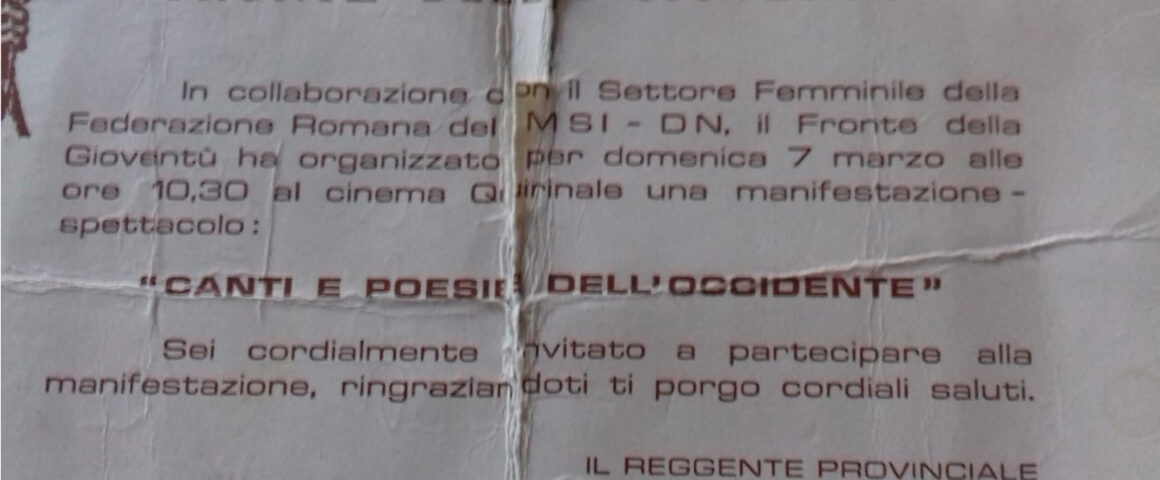 In collaborazione con il Settore Femminile della
Federazione Romana del MSI - DN, il Fronte della
Gioventù ha organizzato per domenica 7 marzo alle
ore 10,30 al cinema Quirinale una manifestazione -
spettacolo:
"CANTI E POESIE DELL'OCCIDENTE"
Sei cordialmente invitato a partecipare alla
manifestazione, ringraziandoti ti porgo cordiali saluti.
IL REGGENTE PROVINCIALE